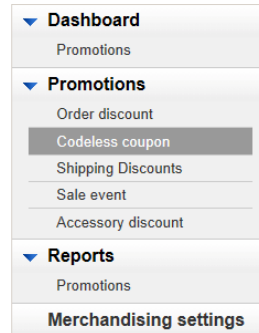 Dashboard
Promotions
Promotions
Order discount
Codeless coupon
Shipping Discounts
Sale event
Accessory discount
Reports
Promotions
Merchandising settings